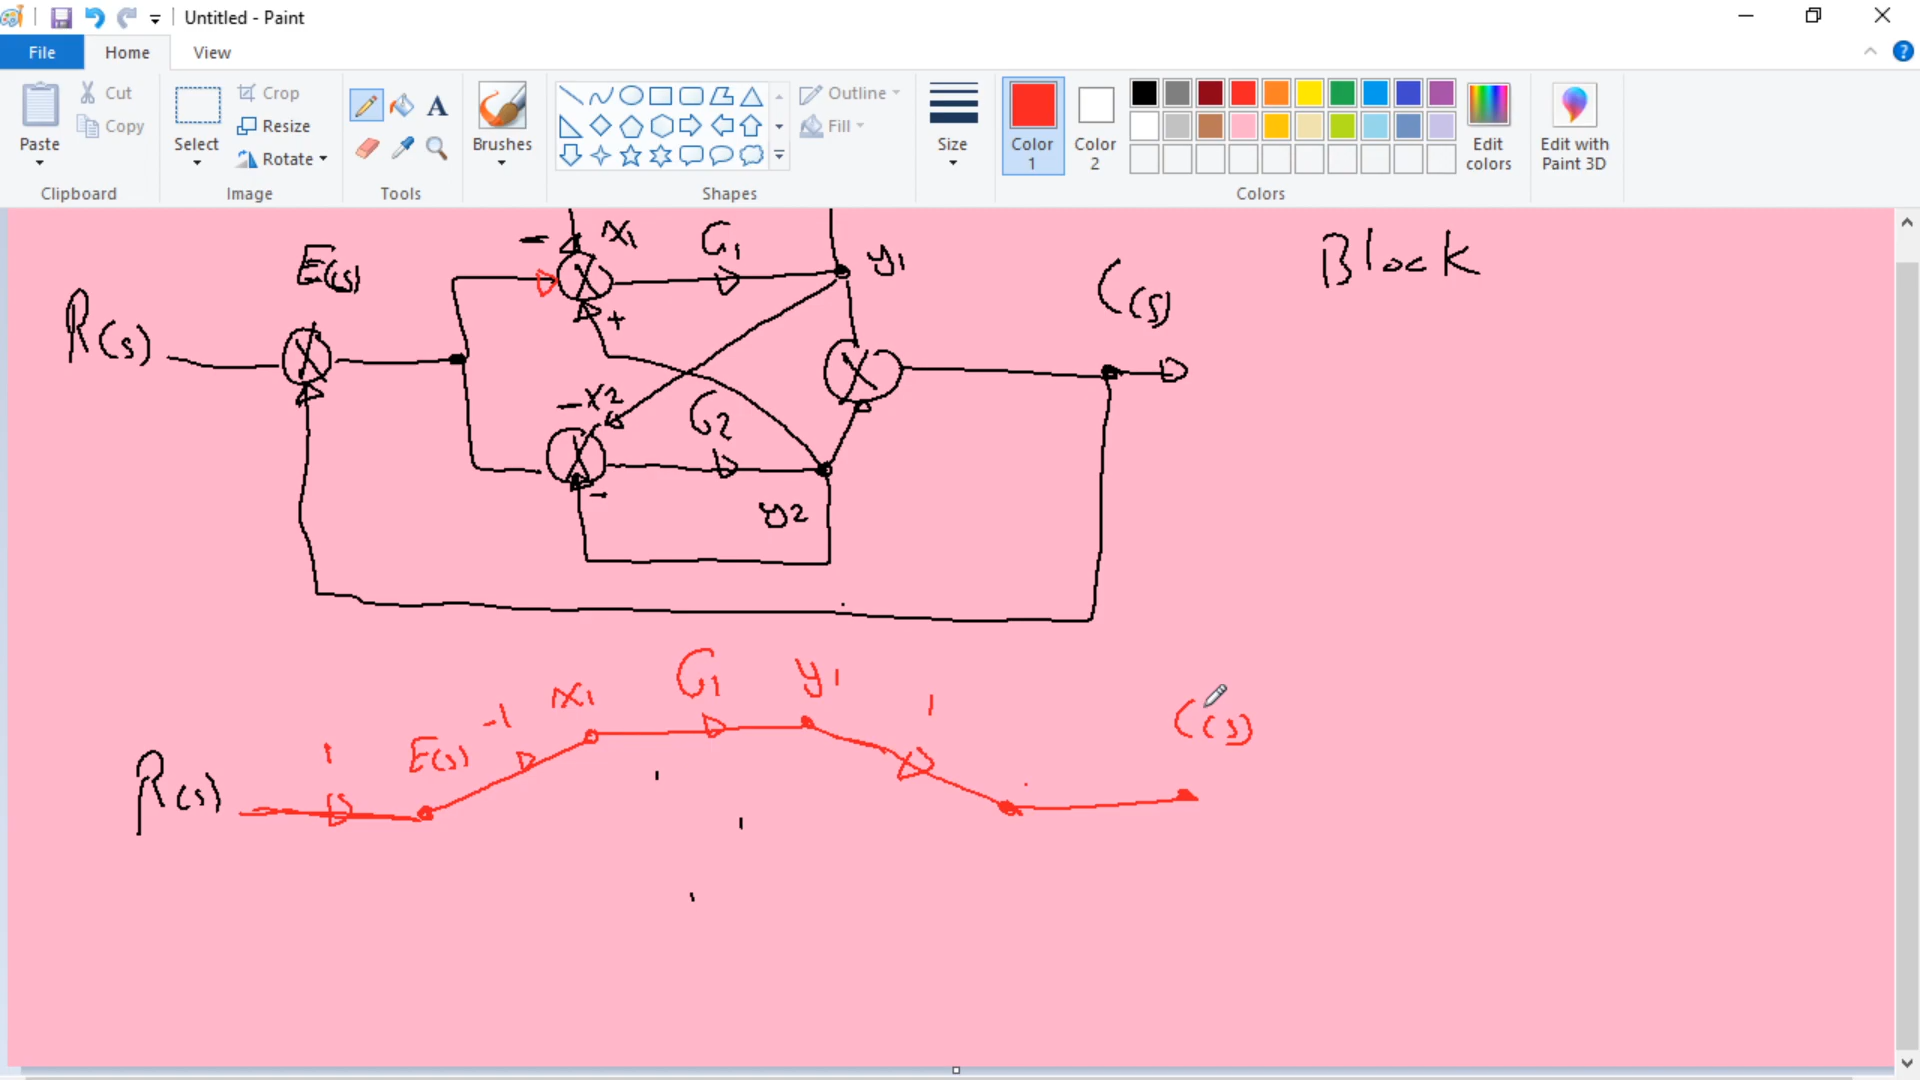 Untitled - Paint
File Home View
Paste
Cut
Copy
Clipboard
Select
Crop
Resize
Rotate
Image
A
Tools
Brushes
Outline
Fill
Shapes
Size
Color 1
Color 2
Edit colors
Edit with Paint 3D
Colors
- x1 G1 y1
Block
E(s)
R(s)
C(s)
+
-x2 G2
-
y2
G1 y1
-1 x1 1
C(s)
1 E(s)
R(s)